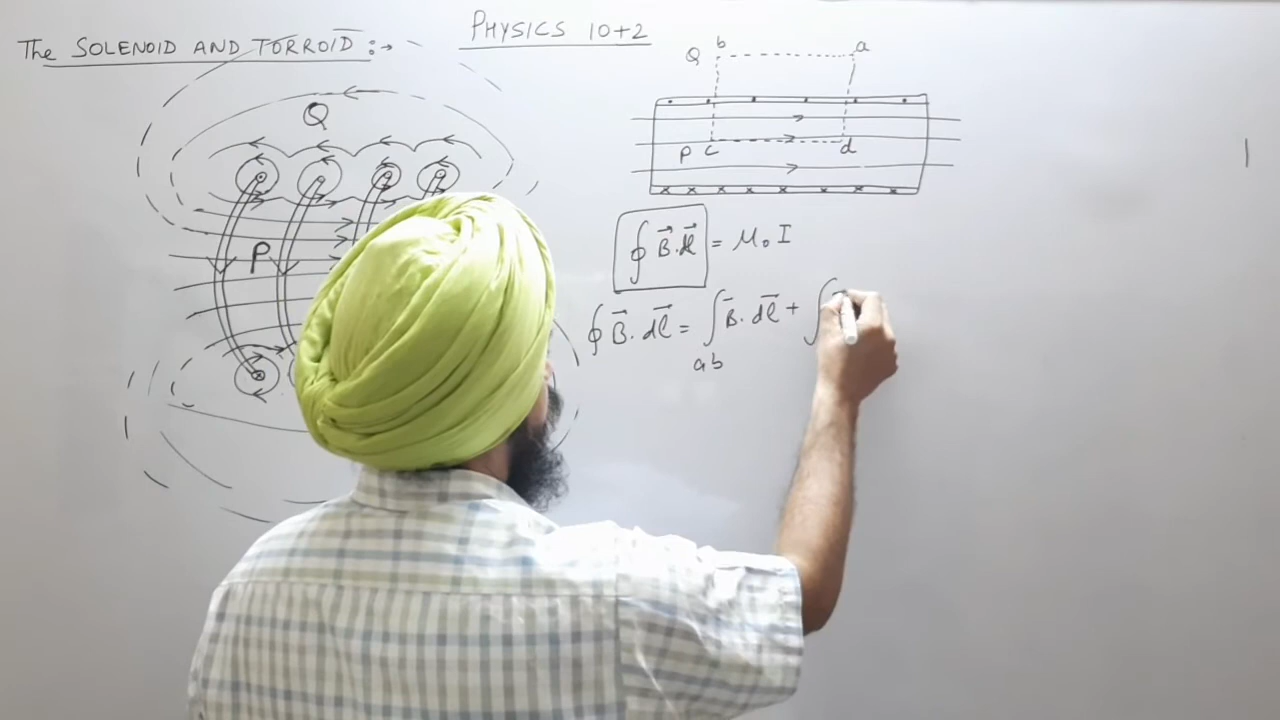 PHYSICS 10+2
The SOLENOID AND TORROID :→
Q
P
Q b a
P c d
∮ B⃗.dl⃗ = μ₀ I
∮ B⃗. dl⃗ = ∫ B⃗. dl⃗ + ∫
ab